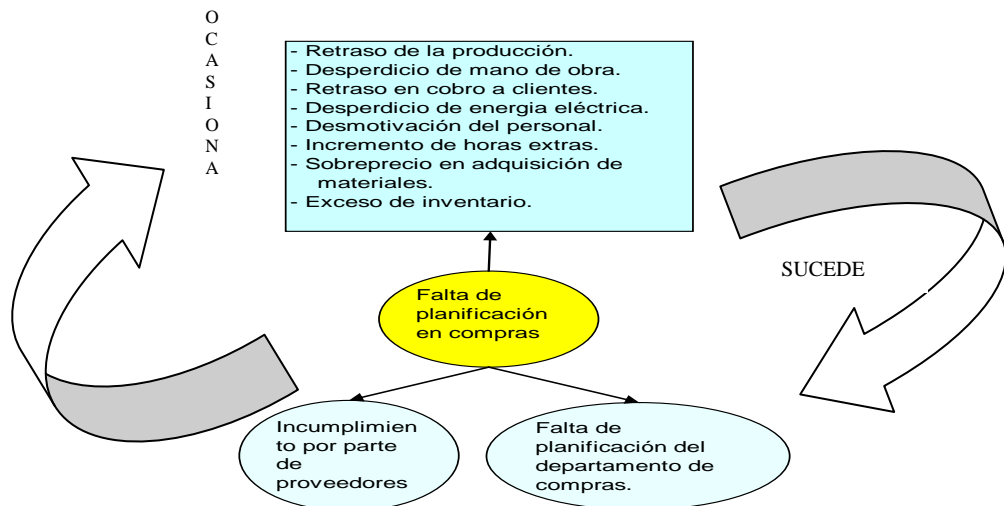 O
C
A
S
I
O
N
A
- Retraso de la producción.
- Desperdicio de mano de obra.
- Retraso en cobro a clientes.
- Desperdicio de energia eléctrica.
- Desmotivación del personal.
- Incremento de horas extras.
- Sobreprecio en adquisición de
materiales.
- Exceso de inventario.
SUCEDE
Falta de
planificación
en compras
Incumplimie
nto por parte
de
proveedores
Falta de
planificación del
departamento de
compras.